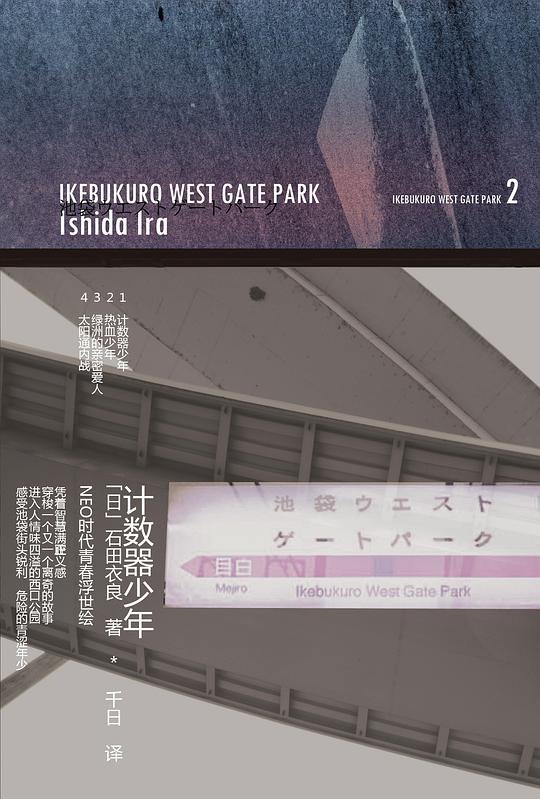 IKEBUKURO WEST GATE PARK
池袋ウエストゲートパーク
Ishida Ira
IKEBUKURO WEST GATE PARK 2
1 计数器少年
2 热血少年
3 绿洲的亲密爱人
4 太阳通内战
池袋ウエスト
ゲートパーク
目白
Mejiro
Ikebukuro West Gate Park
计数器少年
[日] 石田衣良 著 * 千日 译
NEO时代青春浮世绘
凭着智慧满腔正义感
穿梭一个又一个离奇的故事
进入人情味四溢的西口公园
感受池袋街头锐利 危险的青涩年少